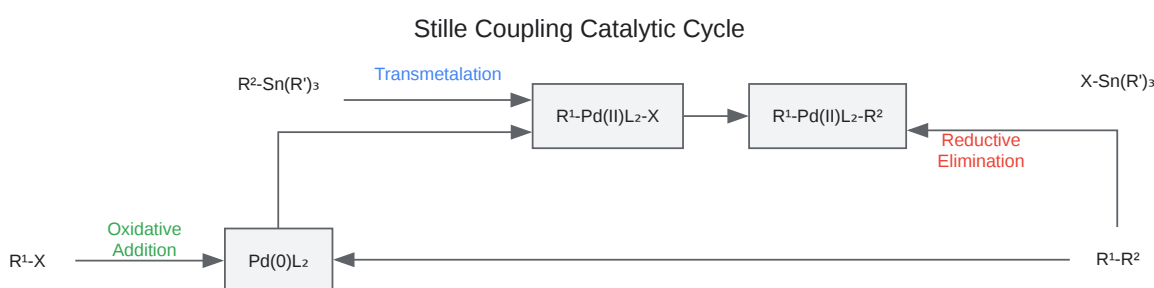 Stille Coupling Catalytic Cycle
R²-Sn(R')₃
Transmetalation
X-Sn(R')₃
R¹-Pd(II)L₂-X
R¹-Pd(II)L₂-R²
Reductive
Elimination
Oxidative
Addition
R¹-X
Pd(0)L₂
R¹-R²